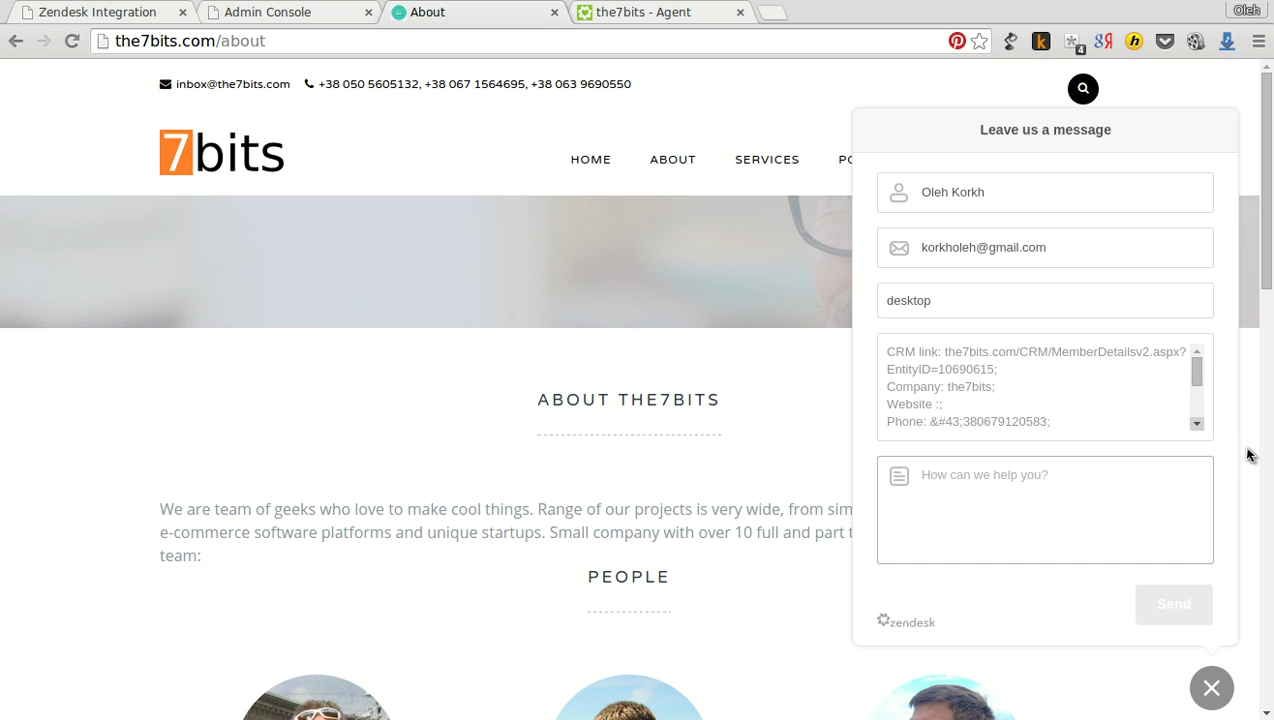 Zendesk Integration
Admin Console
About
the7bits - Agent
Oleh
the7bits.com/about
4
inbox@the7bits.com
+38 050 5605132, +38 067 1564695, +38 063 9690550
7bits
HOME
ABOUT
SERVICES
Leave us a message
Oleh Korkh
korkholeh@gmail.com
desktop
CRM link: the7bits.com/CRM/MemberDetailsv2.aspx?
EntityID=10690615;
Company: the7bits;
Website :;
Phone: &#43;380679120583;
How can we help you?
Send
zendesk
ABOUT THE7BITS
We are team of geeks who love to make cool things. Range of our projects is very wide, from
e-commerce software platforms and unique startups. Small company with over 10 full and part
team:
PEOPLE